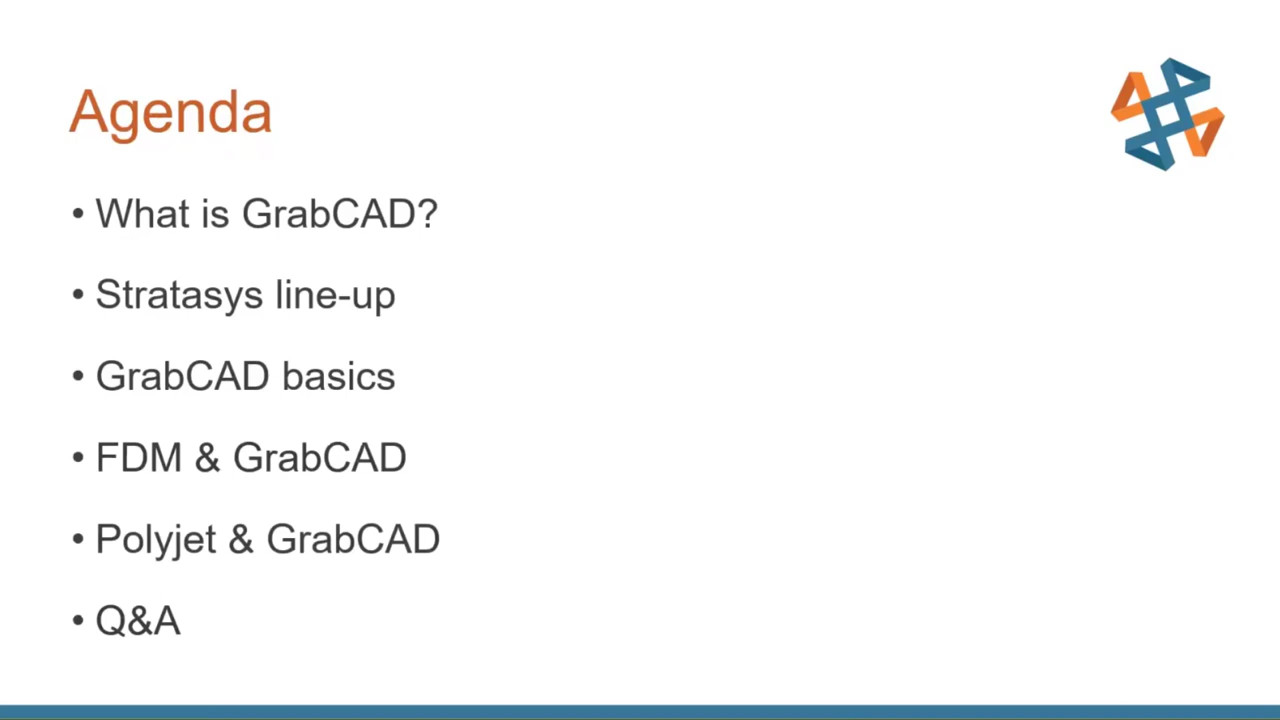 Agenda
• What is GrabCAD?
• Stratasys line-up
• GrabCAD basics
• FDM & GrabCAD
• Polyjet & GrabCAD
• Q&A